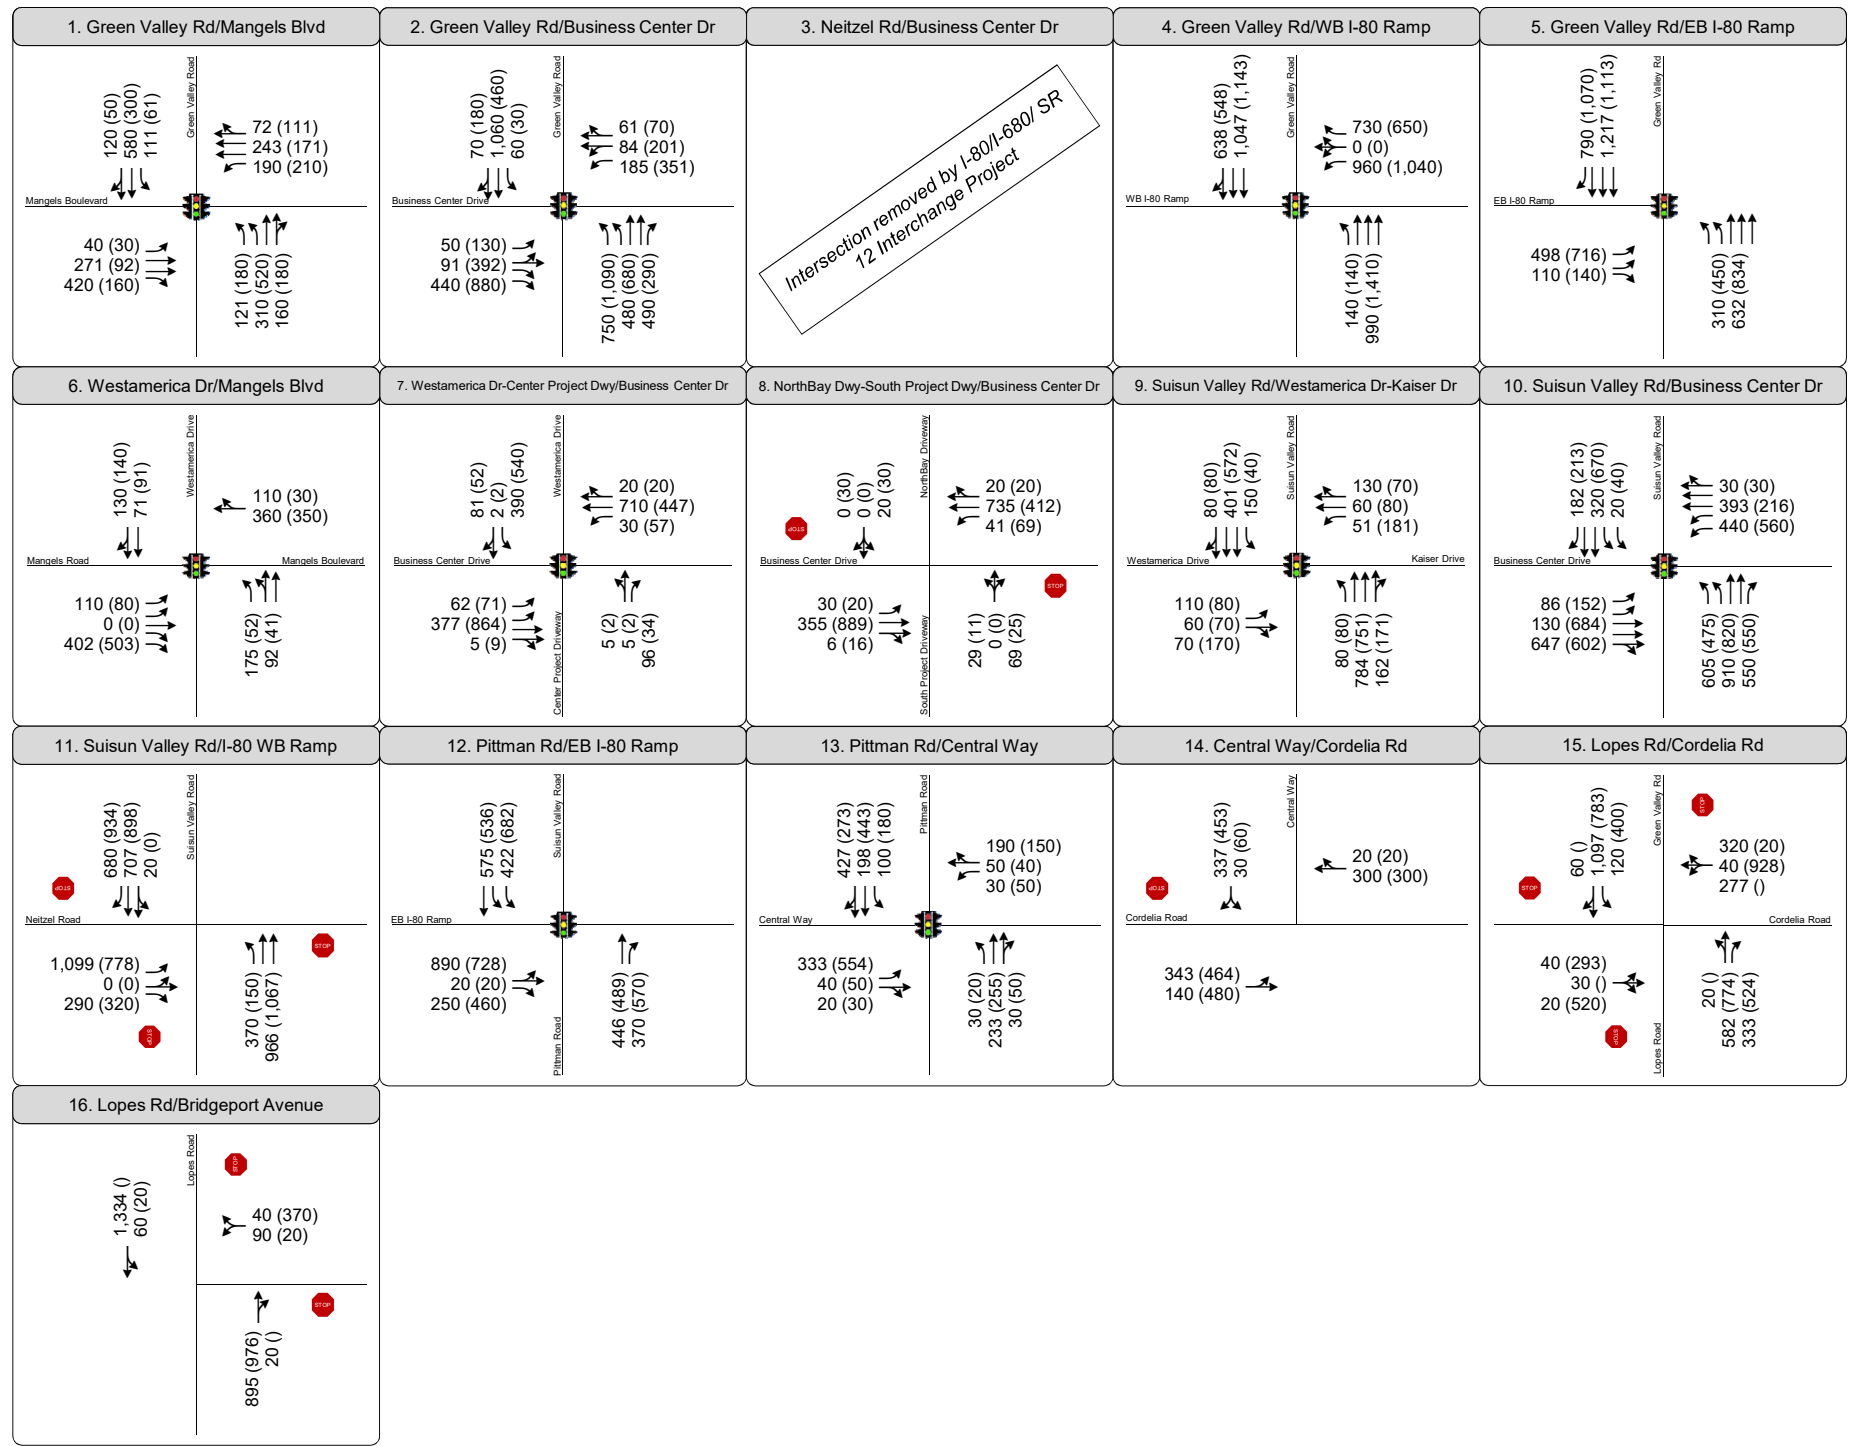 1. Green Valley Rd/Mangels Blvd
120 (50)
580 (300)
111 (61)
Green Valley Road
72 (111)
243 (171)
190 (210)
Mangels Boulevard
40 (30)
271 (92)
420 (160)
121 (180)
310 (520)
160 (180)
2. Green Valley Rd/Business Center Dr
70 (180)
1,060 (460)
60 (30)
Green Valley Road
61 (70)
84 (201)
185 (351)
Business Center Drive
50 (130)
91 (392)
440 (880)
750 (1,090)
480 (680)
490 (290)
3. Neitzel Rd/Business Center Dr
Intersection removed by I-80/I-680/ SR
12 Interchange Project
4. Green Valley Rd/WB I-80 Ramp
638 (548)
1,047 (1,143)
Green Valley Road
730 (650)
0 (0)
960 (1,040)
WB I-80 Ramp
140 (140)
990 (1,410)
5. Green Valley Rd/EB I-80 Ramp
790 (1,070)
1,217 (1,113)
Green Valley Rd
EB I-80 Ramp
498 (716)
110 (140)
310 (450)
632 (834)
6. Westamerica Dr/Mangels Blvd
130 (140)
71 (91)
Westamerica Drive
110 (30)
360 (350)
Mangels Road
Mangels Boulevard
110 (80)
0 (0)
402 (503)
175 (52)
92 (41)
7. Westamerica Dr-Center Project Dwy/Business Center Dr
81 (52)
2 (2)
390 (540)
Westamerica Drive
20 (20)
710 (447)
30 (57)
Business Center Drive
62 (71)
377 (864)
5 (9)
Center Project Driveway
5 (2)
5 (2)
96 (34)
8. NorthBay Dwy-South Project Dwy/Business Center Dr
STOP
0 (30)
0 (0)
20 (30)
NorthBay Driveway
20 (20)
735 (412)
41 (69)
Business Center Drive
30 (20)
355 (889)
6 (16)
South Project Driveway
29 (11)
0 (0)
69 (25)
STOP
9. Suisun Valley Rd/Westamerica Dr-Kaiser Dr
80 (80)
401 (572)
150 (40)
Suisun Valley Road
130 (70)
60 (80)
51 (181)
Westamerica Drive
Kaiser Drive
110 (80)
60 (70)
70 (170)
80 (80)
784 (751)
162 (171)
10. Suisun Valley Rd/Business Center Dr
182 (213)
320 (670)
20 (40)
Suisun Valley Road
30 (30)
393 (216)
440 (560)
Business Center Drive
86 (152)
130 (684)
647 (602)
605 (475)
910 (820)
550 (550)
11. Suisun Valley Rd/I-80 WB Ramp
STOP
680 (934)
707 (898)
20 (0)
Suisun Valley Road
Neitzel Road
1,099 (778)
0 (0)
290 (320)
STOP
370 (150)
966 (1,067)
STOP
12. Pittman Rd/EB I-80 Ramp
575 (536)
422 (682)
Suisun Valley Road
EB I-80 Ramp
890 (728)
20 (20)
250 (460)
Pittman Road
446 (489)
370 (570)
13. Pittman Rd/Central Way
427 (273)
198 (443)
100 (180)
Pittman Road
190 (150)
50 (40)
30 (50)
Central Way
333 (554)
40 (50)
20 (30)
30 (20)
233 (255)
30 (50)
14. Central Way/Cordelia Rd
STOP
337 (453)
30 (60)
Central Way
20 (20)
300 (300)
Cordelia Road
343 (464)
140 (480)
15. Lopes Rd/Cordelia Rd
STOP
60 ()
1,097 (783)
120 (400)
Green Valley Rd
STOP
320 (20)
40 (928)
277 ()
Cordelia Road
40 (293)
30 ()
20 (520)
STOP
Lopes Road
20 ()
582 (774)
333 (524)
16. Lopes Rd/Bridgeport Avenue
1,334 ()
60 (20)
Lopes Road
STOP
40 (370)
90 (20)
895 (976)
20 ()
STOP